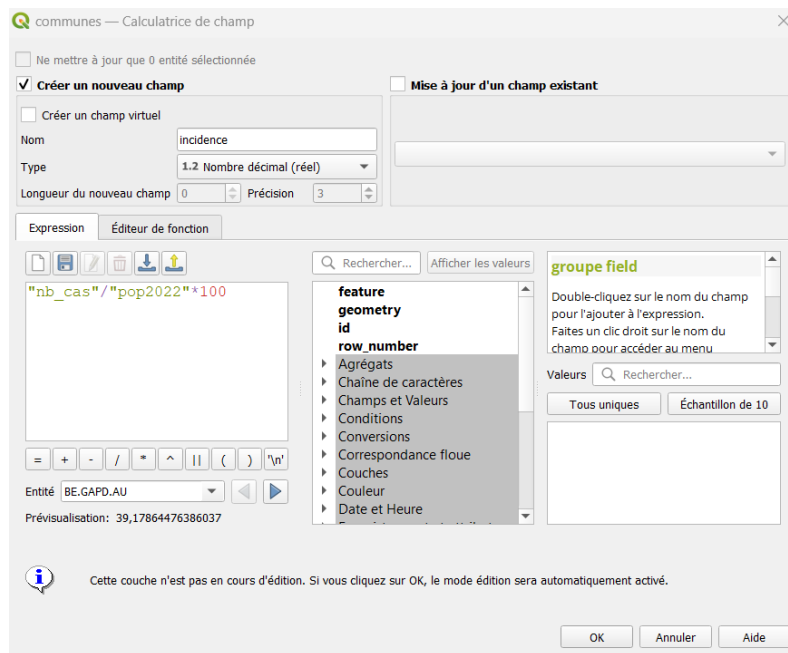 communes — Calculatrice de champ
Ne mettre à jour que 0 entité sélectionnée
Créer un nouveau champ
Mise à jour d'un champ existant
Créer un champ virtuel
Nom incidence
Type 1.2 Nombre décimal (réel)
Longueur du nouveau champ 0 Précision 3
Expression Éditeur de fonction
"nb_cas"/"pop2022"*100
= + - / * ^ || ( ) '\n'
Entité BE.GAPD.AU
Prévisualisation: 39,17864476386037
Rechercher... Afficher les valeurs
feature
geometry
id
row_number
Agrégats
Chaîne de caractères
Champs et Valeurs
Conditions
Conversions
Correspondance floue
Couches
Couleur
Date et Heure
groupe field
Double-cliquez sur le nom du champ
pour l'ajouter à l'expression.
Faites un clic droit sur le nom du
champ pour accéder au menu
Valeurs Rechercher...
Tous uniques Échantillon de 10
Cette couche n'est pas en cours d'édition. Si vous cliquez sur OK, le mode édition sera automatiquement activé.
OK Annuler Aide